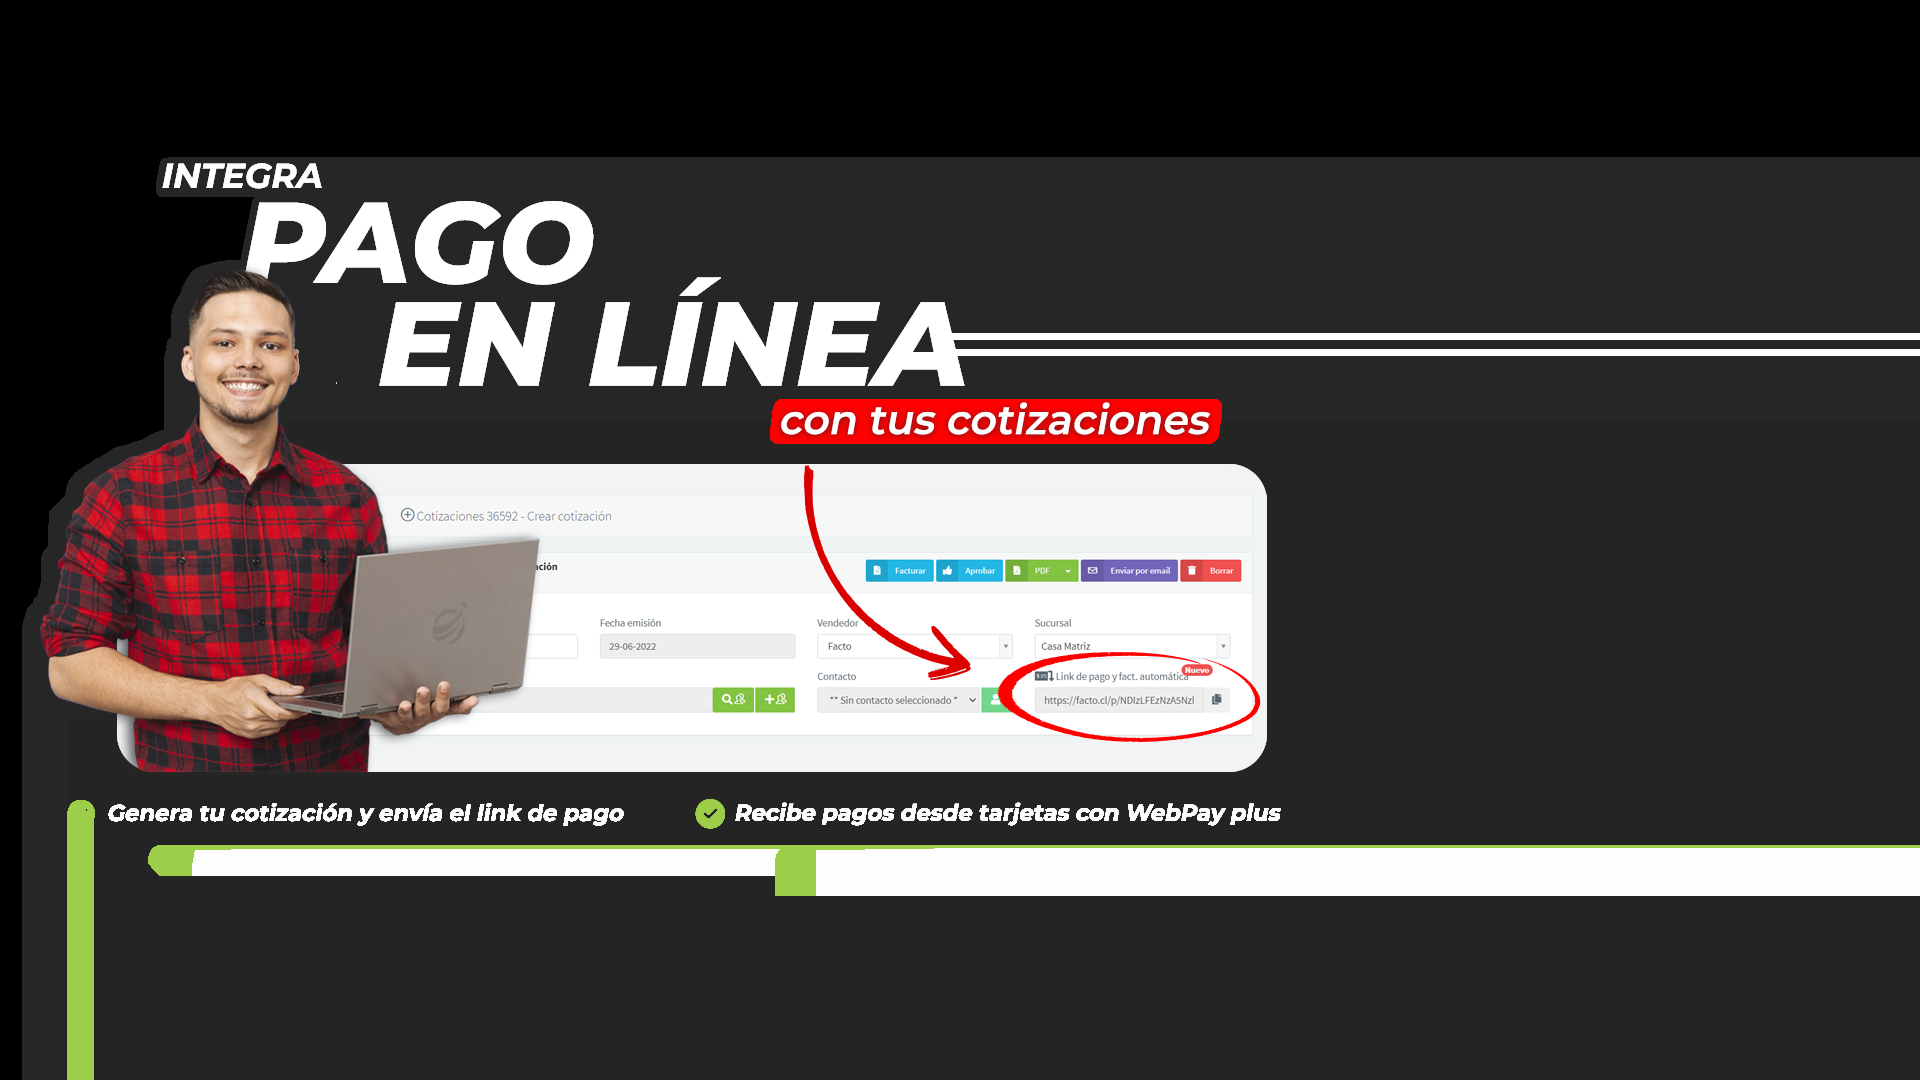 INTEGRA
PAGO
EN LÍNEA
con tus cotizaciones
Cotizaciones 36592 - Crear cotización
ación
Facturar Aprobar PDF Enviar por email Borrar
Fecha emisión Vendedor Sucursal
29-06-2022 Facto Casa Matriz
Contacto Link de pago y fact. automática Nuevo
** Sin contacto seleccionado * https://facto.cl/p/NDIzLFEzNzA5Nzl
Genera tu cotización y envía el link de pago Recibe pagos desde tarjetas con WebPay plus